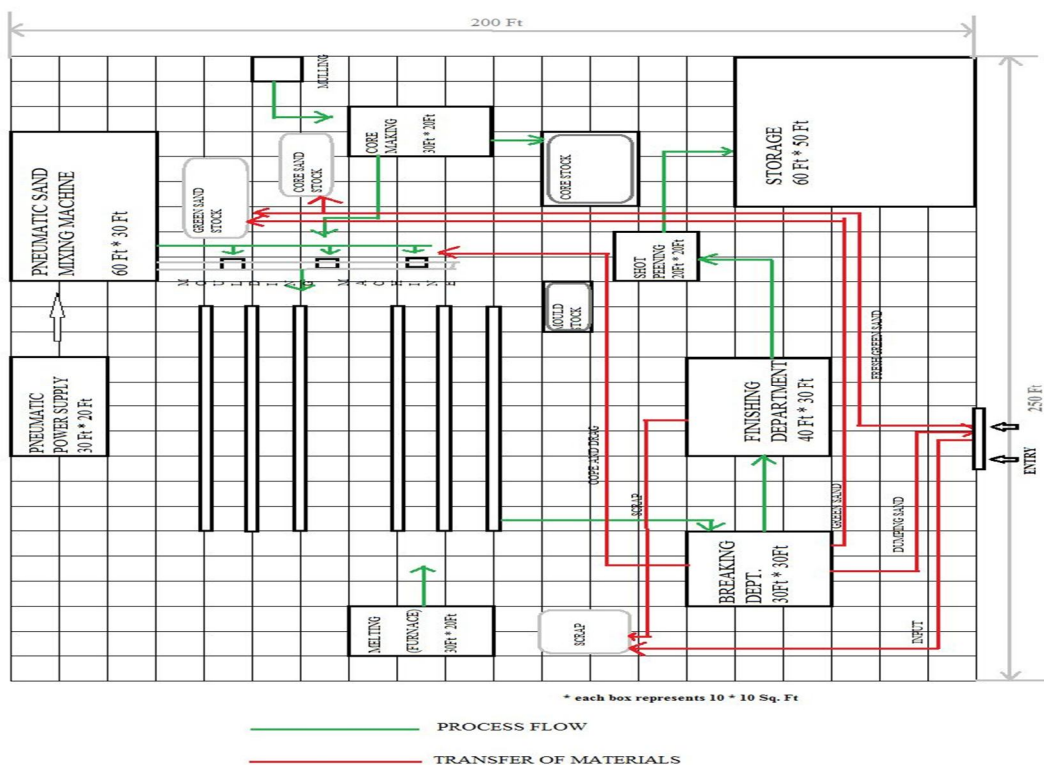 200 Ft
MULLING
CORE
MAKING
30Ft * 20Ft
CORE SAND
STOCK
GREEN SAND
STOCK
PNEUMATIC SAND
MIXING MACHINE
60 Ft * 30 Ft
CORE STOCK
STORAGE
60 Ft * 50 Ft
SHOT
PEENING
20Ft * 20Ft
MOULDING MACHINE
MOULD
STOCK
PNEUMATIC
POWER SUPPLY
30 Ft * 20 Ft
FRESH GREEN SAND
FINISHING
DEPARTMENT
40 Ft * 30 Ft
250 Ft
ENTRY
COPE AND DRAG
SCRAP
GREEN SAND
DUMPING SAND
BREAKING
DEPT.
30Ft * 30Ft
MELTING
(FURNACE)
30Ft * 20Ft
SCRAP
INPUT
* each box represents 10 * 10 Sq. Ft
PROCESS FLOW
TRANSFER OF MATERIALS